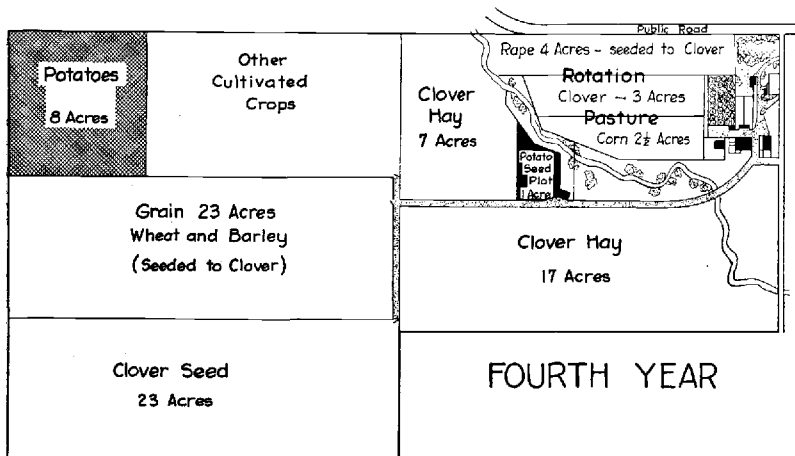 Public Road
Potatoes
8 Acres
Other
Cultivated
Crops
Clover
Hay
7 Acres
Rape 4 Acres - seeded to Clover
Rotation
Clover - 3 Acres
Pasture
Corn 2½ Acres
Potato
Seed
Plot
1 Acre
Grain 23 Acres
Wheat and Barley
(Seeded to Clover)
Clover Hay
17 Acres
Clover Seed
23 Acres
FOURTH YEAR